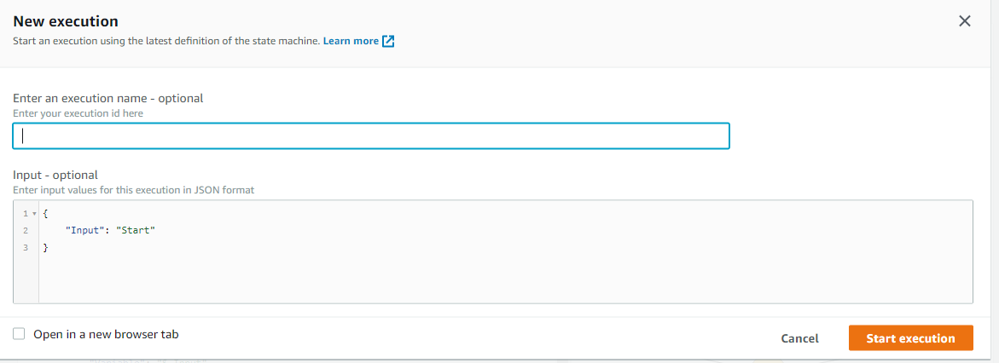 New execution
Start an execution using the latest definition of the state machine. Learn more
Enter an execution name - optional
Enter your execution id here
Input - optional
Enter input values for this execution in JSON format
1 {
2 "Input": "Start"
3 }
Open in a new browser tab
Cancel
Start execution